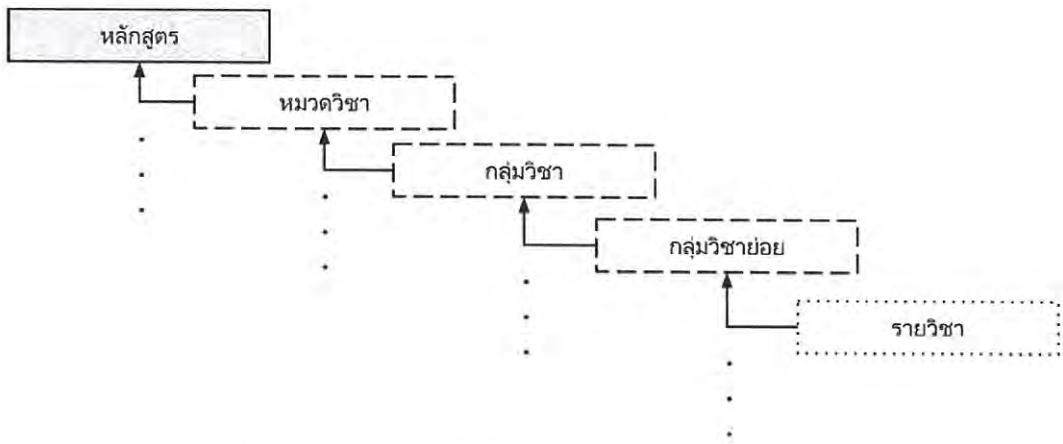 หลักสูตร
หมวดวิชา
กลุ่มวิชา
กลุ่มวิชาย่อย
รายวิชา